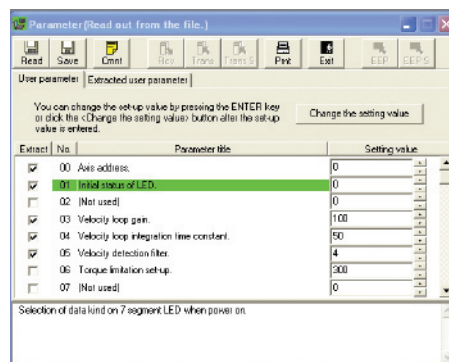 Parameter(Read out from the file.)
Read Save Cmnt Rcv Trans Trans S Print Exit EEP EEP S
User parameter Extracted user parameter
You can change the set-up value by pressing the ENTER key
or click the <Change the setting value> button after the set-up
value is entered.
Change the setting value
Extract No. Parameter title Setting value
00 Axis address. 0
01 Initial status of LED. 0
02 (Not used) 0
03 Velocity loop gain. 100
04 Velocity loop integration time constant. 50
05 Velocity detection filter. 4
06 Torque limitation set-up. 300
07 (Not used) 0
Selection of data kind on 7 segment LED when power on.